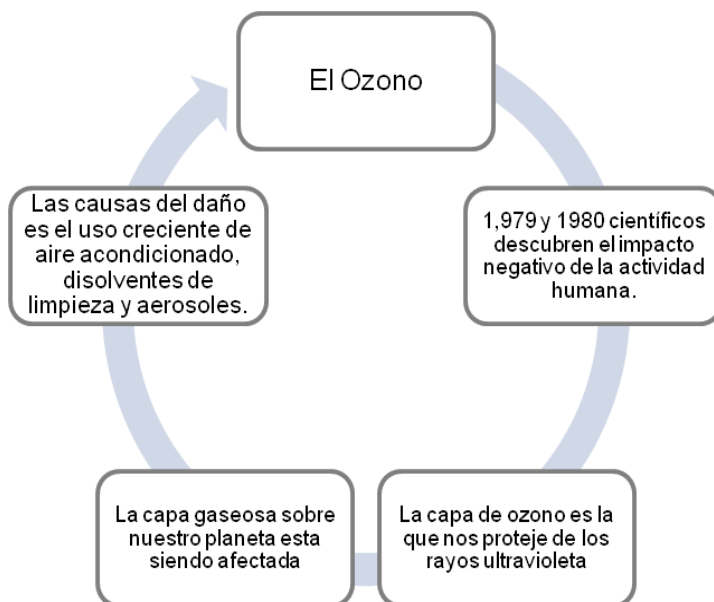 El Ozono
1,979 y 1980 científicos
descubren el impacto
negativo de la actividad
humana.
La capa de ozono es la
que nos proteje de los
rayos ultravioleta
La capa gaseosa sobre
nuestro planeta esta
siendo afectada
Las causas del daño
es el uso creciente de
aire acondicionado,
disolventes de
limpieza y aerosoles.